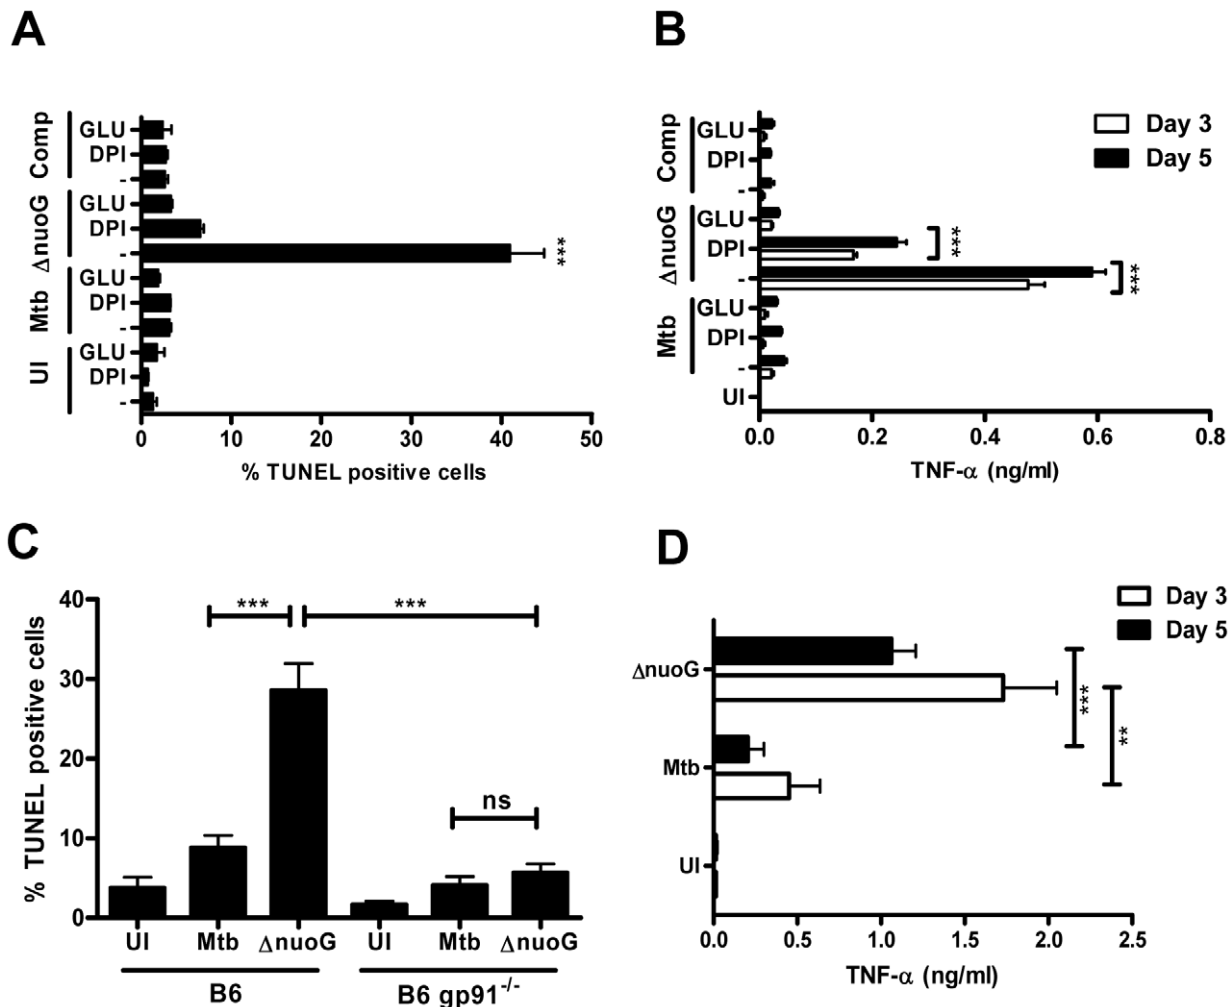 A
Comp
GLU
DPI
-
ΔnuoG
GLU
DPI
-
***
Mtb
GLU
DPI
-
UI
GLU
DPI
-
0 10 20 30 40 50
% TUNEL positive cells
B
Day 3
Day 5
Comp
GLU
DPI
-
ΔnuoG
GLU
DPI
-
***
***
Mtb
GLU
DPI
-
UI
0.0 0.2 0.4 0.6 0.8
TNF-α (ng/ml)
C
% TUNEL positive cells
40
30
20
10
0
*** ***
ns
UI Mtb ΔnuoG UI Mtb ΔnuoG
B6 B6 gp91-/-
D
Day 3
Day 5
ΔnuoG
Mtb
UI
***
**
0.0 0.5 1.0 1.5 2.0 2.5
TNF-α (ng/ml)